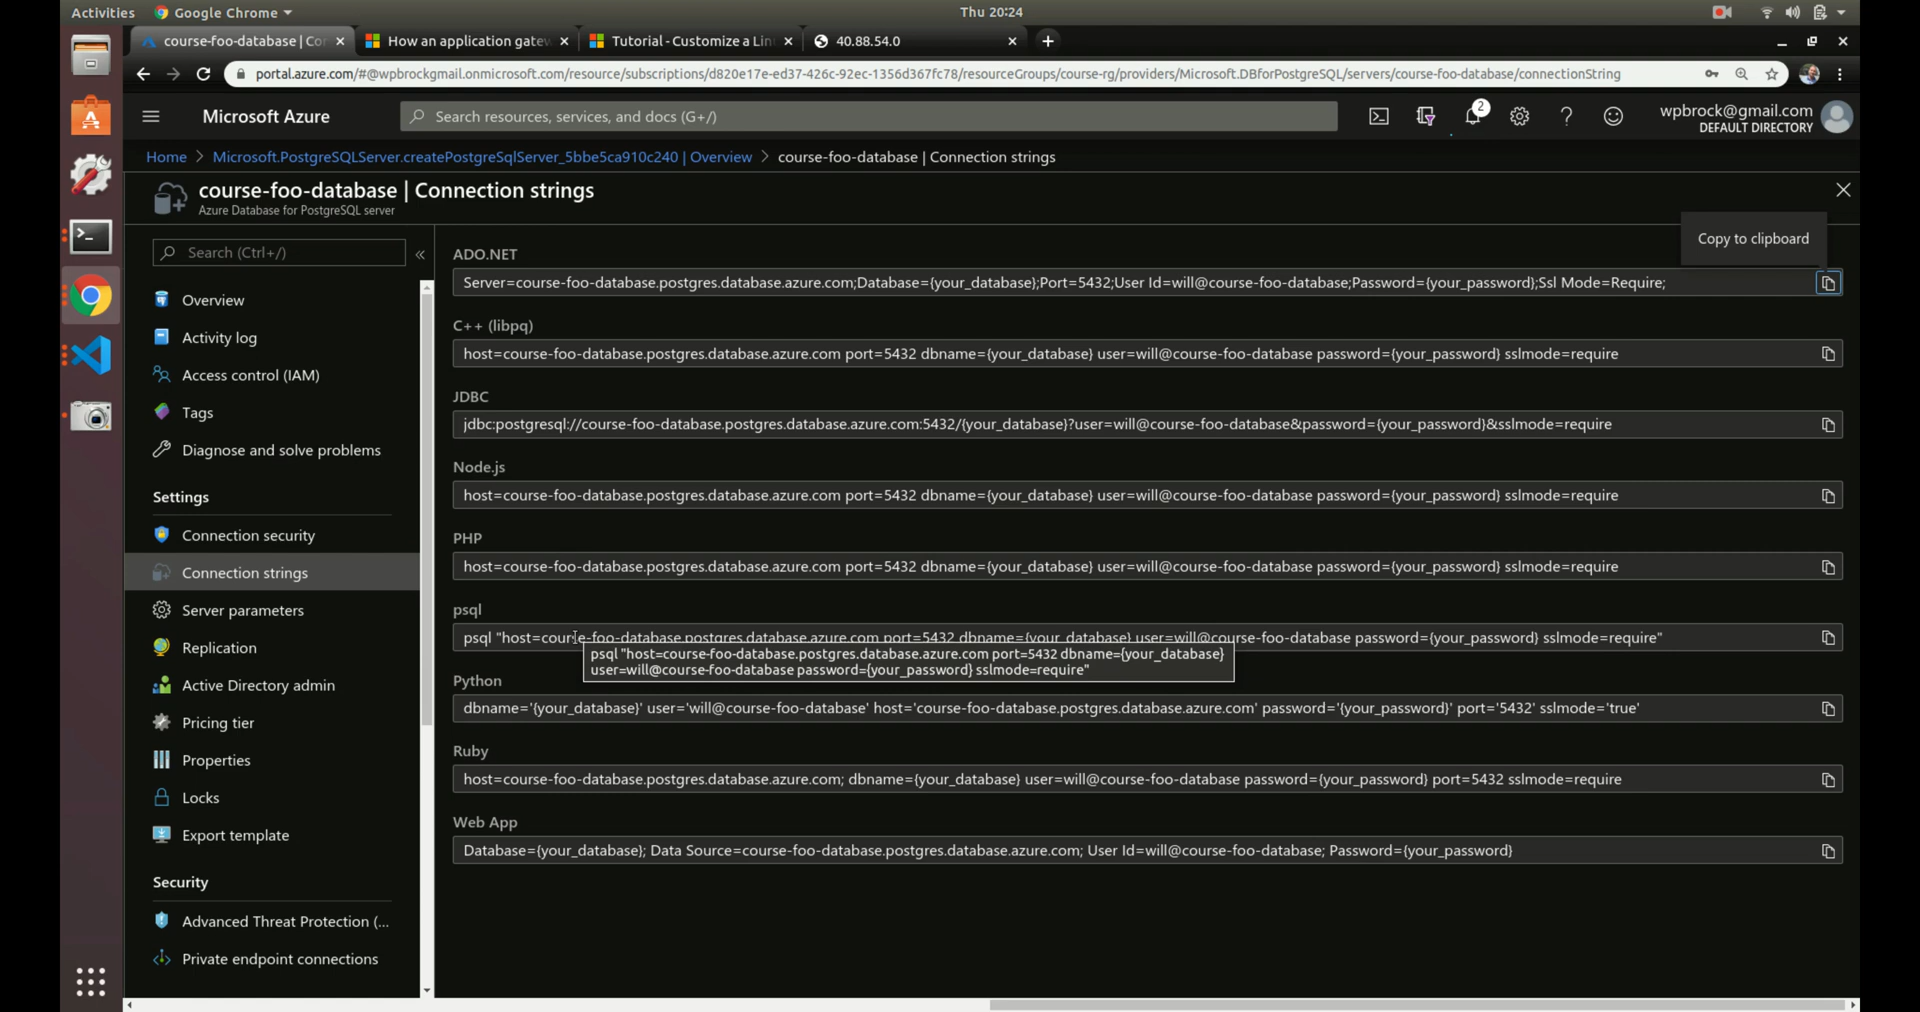 Activities
Google Chrome
Thu 20:24
course-foo-database | Co
How an application gatew
Tutorial - Customize a Lin
40.88.54.0
portal.azure.com/#@wpbrockgmail.onmicrosoft.com/resource/subscriptions/d820e17e-ed37-426c-92ec-1356d367fc78/resourceGroups/course-rg/providers/Microsoft.DBforPostgreSQL/servers/course-foo-database/connectionString
Microsoft Azure
Search resources, services, and docs (G+/)
2
wpbrock@gmail.com
DEFAULT DIRECTORY
Home > Microsoft.PostgreSQLServer.createPostgreSqlServer_5bbe5ca910c240 | Overview > course-foo-database | Connection strings
course-foo-database | Connection strings
Azure Database for PostgreSQL server
Copy to clipboard
Search (Ctrl+/)
«
Overview
Activity log
Access control (IAM)
Tags
Diagnose and solve problems
Settings
Connection security
Connection strings
Server parameters
Replication
Active Directory admin
Pricing tier
Properties
Locks
Export template
Security
Advanced Threat Protection (...
Private endpoint connections
ADO.NET
Server=course-foo-database.postgres.database.azure.com;Database={your_database};Port=5432;User Id=will@course-foo-database;Password={your_password};Ssl Mode=Require;
C++ (libpq)
host=course-foo-database.postgres.database.azure.com port=5432 dbname={your_database} user=will@course-foo-database password={your_password} sslmode=require
JDBC
jdbc:postgresql://course-foo-database.postgres.database.azure.com:5432/{your_database}?user=will@course-foo-database&password={your_password}&sslmode=require
Node.js
host=course-foo-database.postgres.database.azure.com port=5432 dbname={your_database} user=will@course-foo-database password={your_password} sslmode=require
PHP
host=course-foo-database.postgres.database.azure.com port=5432 dbname={your_database} user=will@course-foo-database password={your_password} sslmode=require
psql
psql "host=course-foo-database.postgres.database.azure.com port=5432 dbname={your_database} user=will@course-foo-database password={your_password} sslmode=require"
psql "host=course-foo-database.postgres.database.azure.com port=5432 dbname={your_database}
user=will@course-foo-database password={your_password} sslmode=require"
Python
dbname='{your_database}' user='will@course-foo-database' host='course-foo-database.postgres.database.azure.com' password='{your_password}' port='5432' sslmode='true'
Ruby
host=course-foo-database.postgres.database.azure.com; dbname={your_database} user=will@course-foo-database password={your_password} port=5432 sslmode=require
Web App
Database={your_database}; Data Source=course-foo-database.postgres.database.azure.com; User Id=will@course-foo-database; Password={your_password}